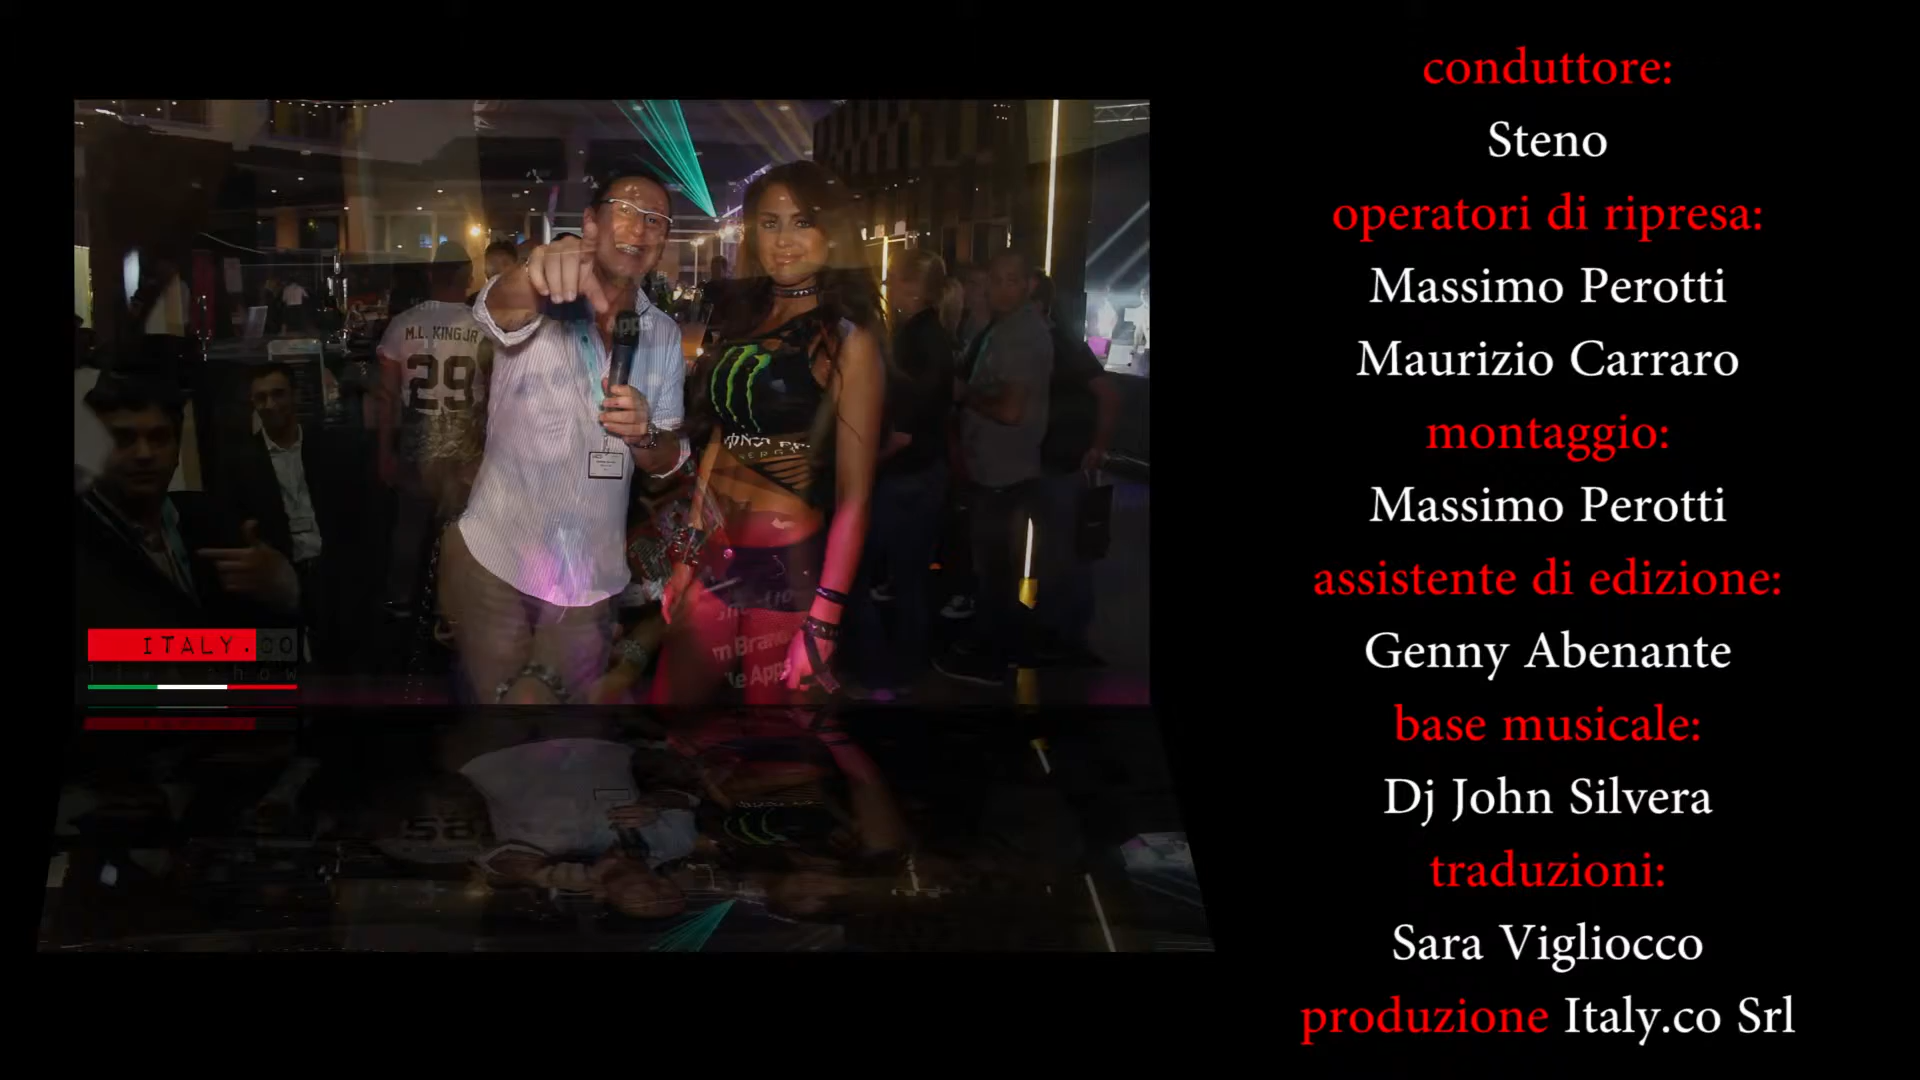 conduttore:
Steno
operatori di ripresa:
Massimo Perotti
Maurizio Carraro
montaggio:
Massimo Perotti
assistente di edizione:
Genny Abenante
base musicale:
Dj John Silvera
traduzioni:
Sara Vigliocco
produzione Italy.co Srl
M.L. KING JR
29
Apps
ITALY.CO